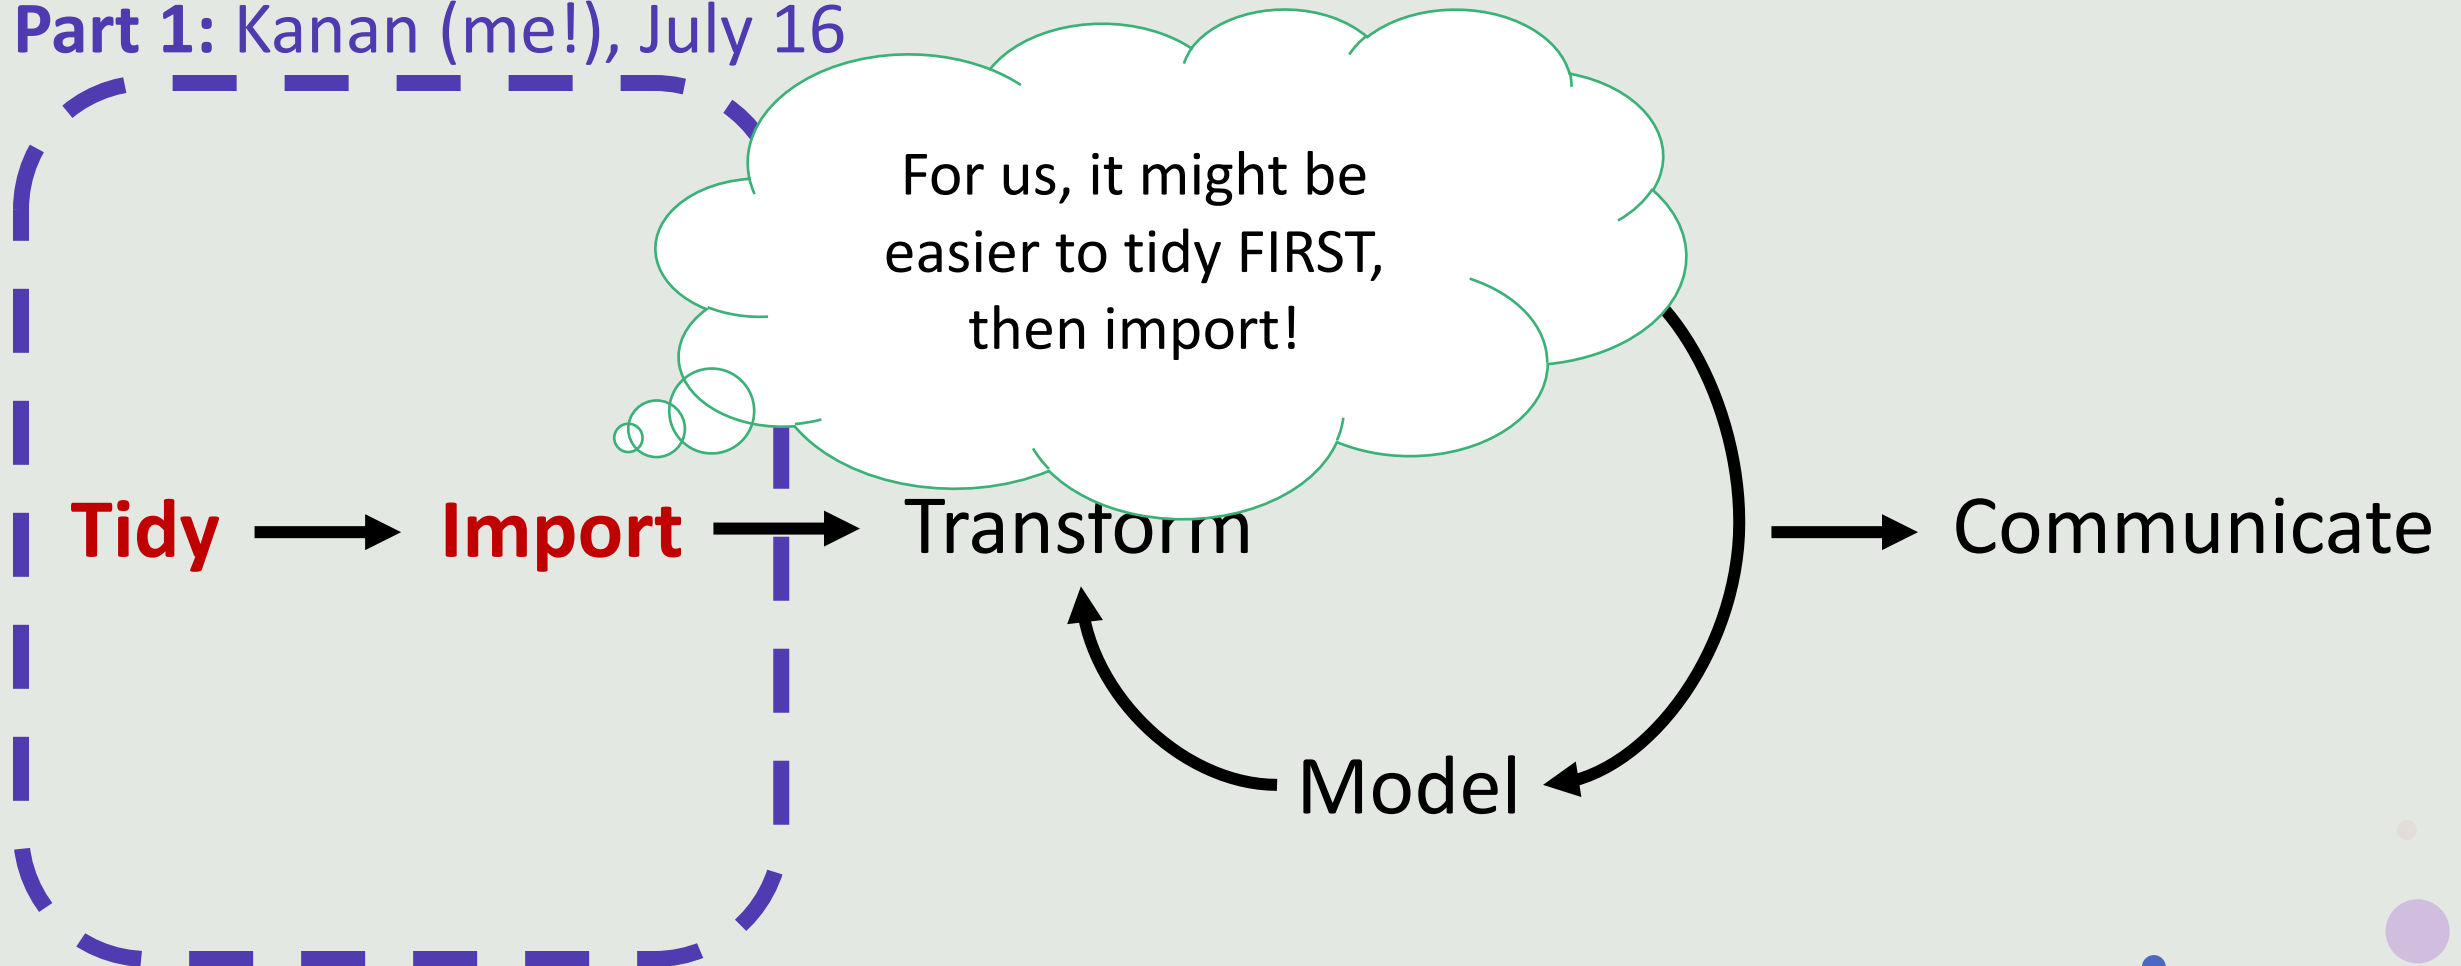 Part 1: Kanan (me!), July 16
For us, it might be
easier to tidy FIRST,
then import!
Tidy
Import
Transform
Communicate
Model